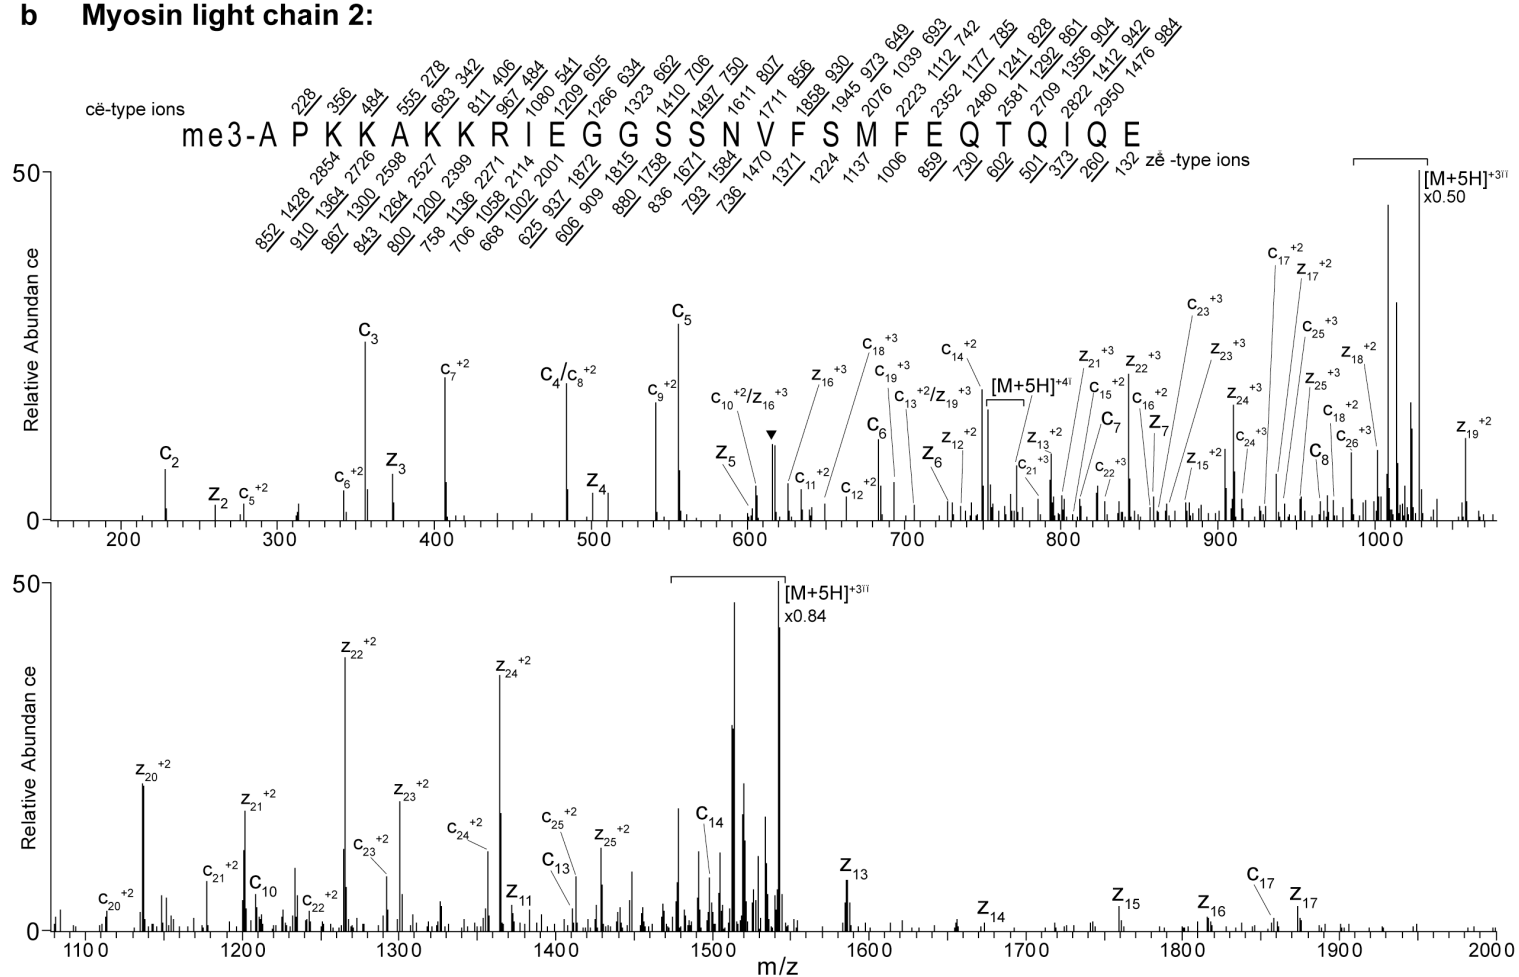 b Myosin light chain 2:
cë-type ions
228 356 484 555 278 683 342 811 406 967 484 1080 541 1209 605 1266 634 1323 662 1410 706 1497 750 1611 807 1711 856 1858 930 1945 973 649 2076 1039 693 2223 1112 742 2352 1177 785 2480 1241 828 2581 1292 861 2709 1356 904 2822 1412 942 2950 1476 984
me3-A P K K A K K R I E G G S S N V F S M F E Q T Q I Q E
852 1428 2854 910 1364 2726 867 1300 2598 843 1264 2527 800 1200 2399 758 1136 2271 706 1058 2114 668 1002 2001 625 937 1872 606 909 1815 880 1758 836 1671 793 1584 736 1470 1371 1224 1137 1006 859 730 602 501 373 260 132
zë -type ions
50
Relative Abundan ce
0
[M+5H]+3ïï
x0.50
c2 z2 c5+2 c6+2 c3 z3 c7+2 c4/c8+2 z4 c9+2 c5 z5 c10+2/z16+3 z16+3 c11+2 c18+3 c12+2 c6 c19+3 c13+2/z19+3 z6 z12+2 c14+2 [M+5H]+4ï c21+3 z13+2 z21+3 c15+2 c7 c22+3 z22+3 c16+2 z7 c23+3 z23+3 z15+2 z24+3 c24+3 c17+2 z17+2 c25+3 z25+3 c8 c18+2 c26+3 z18+2 z19+2
200 300 400 500 600 700 800 900 1000
50
Relative Abundan ce
0
[M+5H]+3ïï
x0.84
c20+2 z20+2 c21+2 z21+2 c10 c22+2 z22+2 c23+2 z23+2 c24+2 z24+2 z11 c13 c25+2 z25+2 c14 z13 z14 z15 z16 c17 z17
1100 1200 1300 1400 1500 1600 1700 1800 1900 2000
m/z